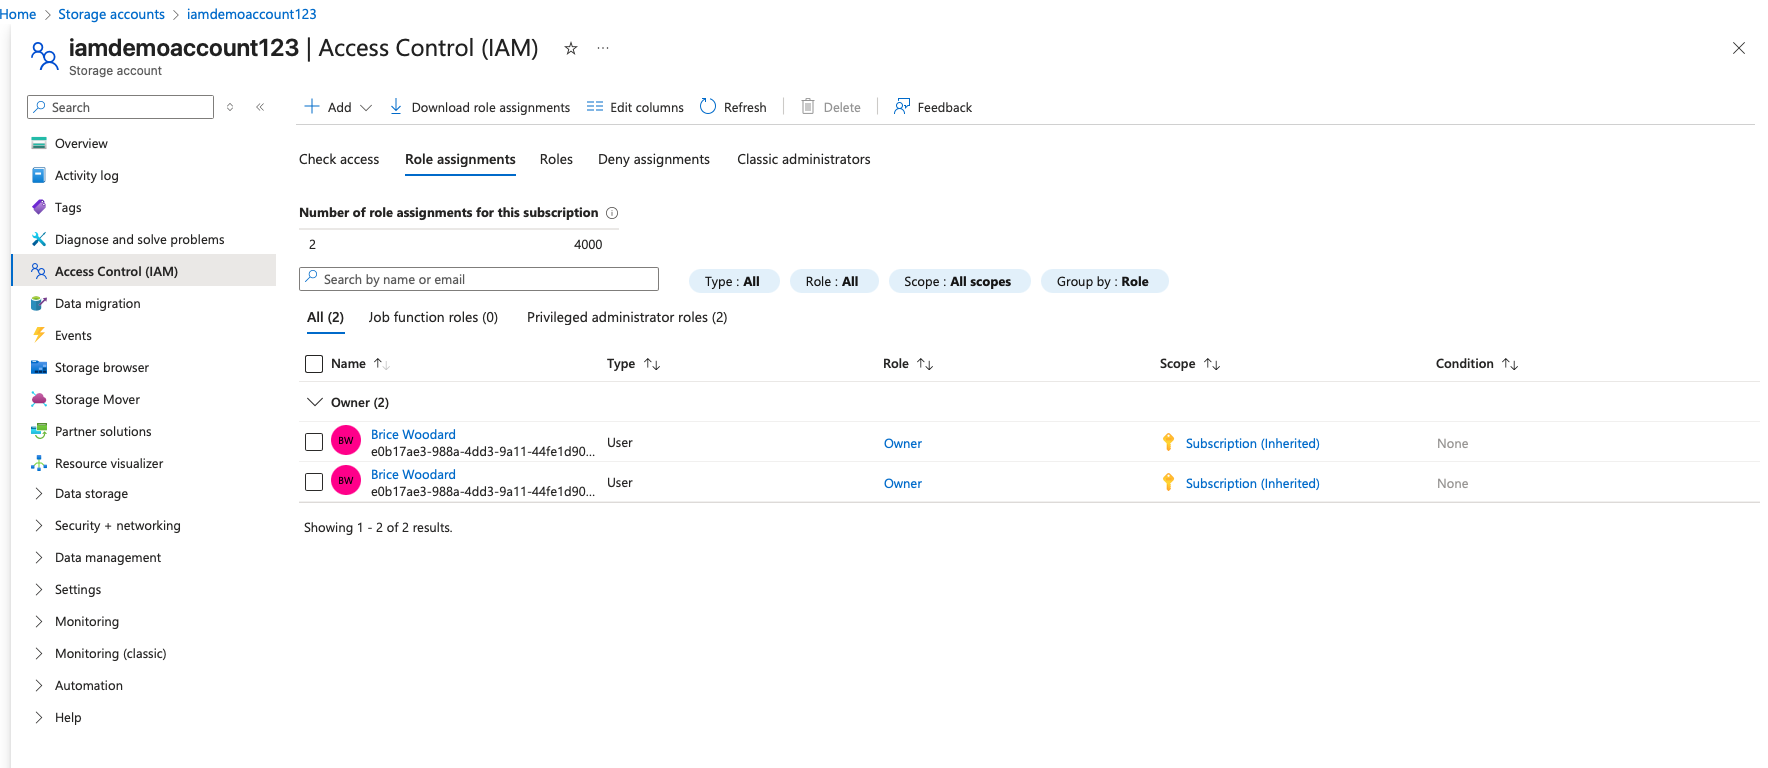 Home > Storage accounts > iamdemoaccount123
iamdemoaccount123 | Access Control (IAM)
Storage account
Search
Overview
Activity log
Tags
Diagnose and solve problems
Access Control (IAM)
Data migration
Events
Storage browser
Storage Mover
Partner solutions
Resource visualizer
Data storage
Security + networking
Data management
Settings
Monitoring
Monitoring (classic)
Automation
Help
Add Download role assignments Edit columns Refresh Delete Feedback
Check access Role assignments Roles Deny assignments Classic administrators
Number of role assignments for this subscription
2 4000
Search by name or email Type : All Role : All Scope : All scopes Group by : Role
All (2) Job function roles (0) Privileged administrator roles (2)
Name Type Role Scope Condition
Owner (2)
BW Brice Woodard User Owner Subscription (Inherited) None
e0b17ae3-988a-4dd3-9a11-44fe1d90...
BW Brice Woodard User Owner Subscription (Inherited) None
e0b17ae3-988a-4dd3-9a11-44fe1d90...
Showing 1 - 2 of 2 results.